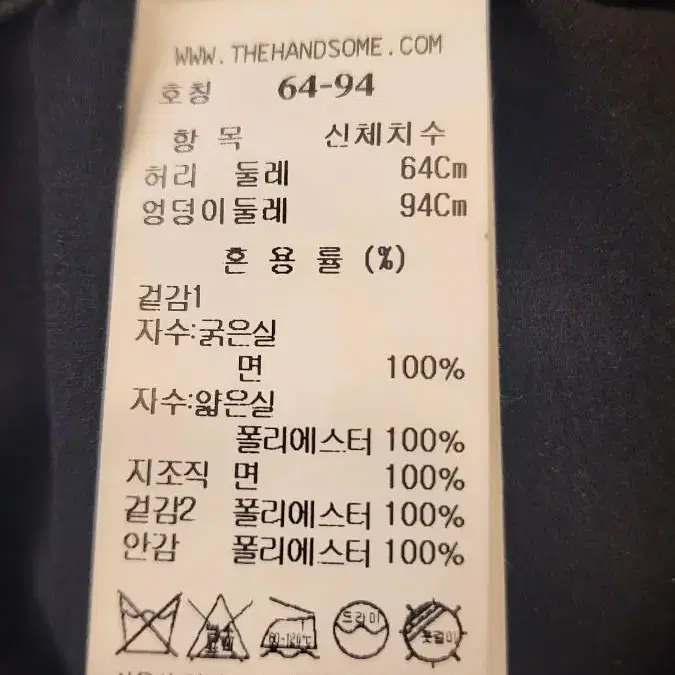 WWW.THEHANDSOME.COM
호칭 64-94
항 목 신체치수
허리 둘레 64Cm
엉덩이둘레 94Cm
혼 용 률 (%)
겉감1
자수:굵은실
면 100%
자수:얇은실
폴리에스터 100%
지조직 면 100%
겉감2 폴리에스터 100%
안감 폴리에스터 100%
드라이
옷걸이